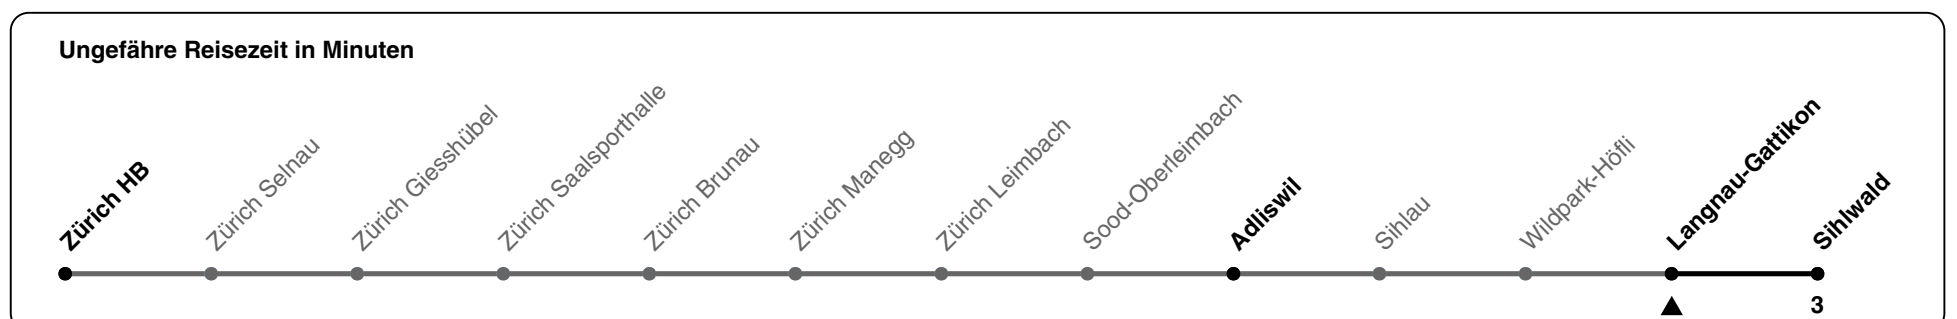 Ungefähre Reisezeit in Minuten
Zürich HB
Zürich Selnau
Zürich Giesshübel
Zürich Saalsporthalle
Zürich Brunau
Zürich Manegg
Zürich Leimbach
Sood-Oberleimbach
Adliswil
Sihlau
Wildpark-Höfli
Langnau-Gattikon
Sihlwald
3